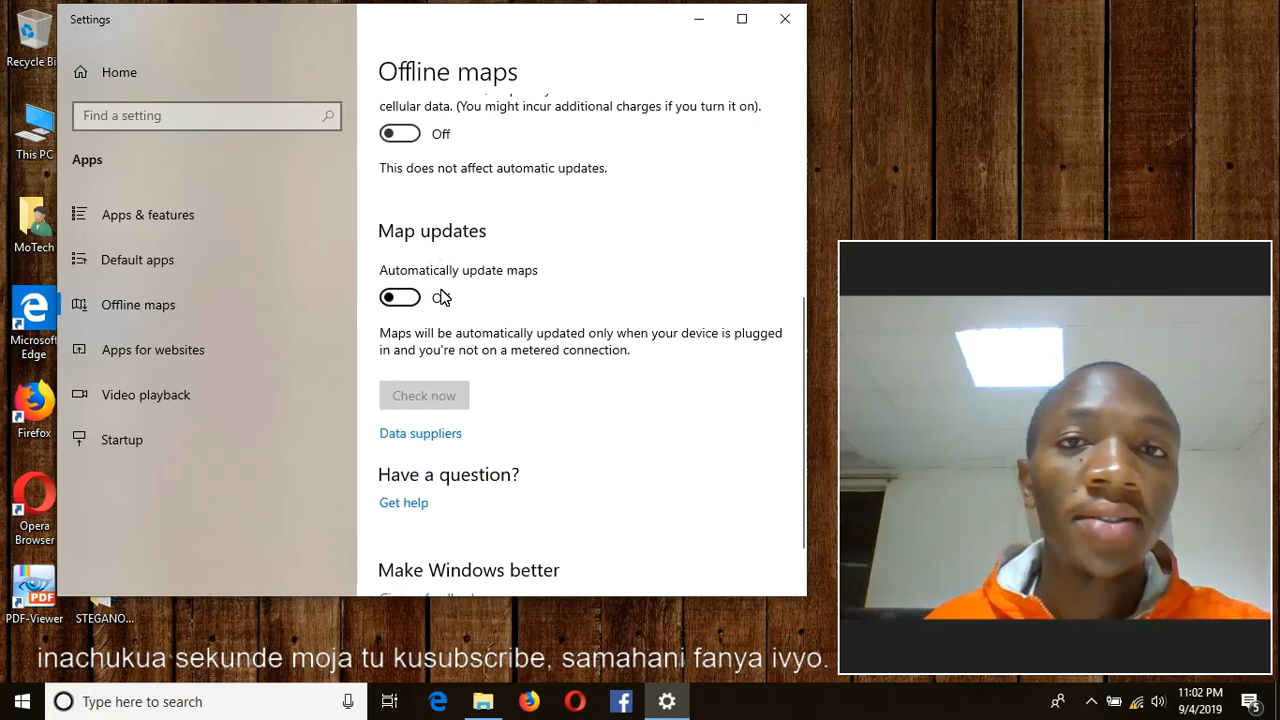 Settings
Home
Find a setting
Apps
Apps & features
Default apps
Offline maps
Apps for websites
Video playback
Startup
Offline maps
cellular data. (You might incur additional charges if you turn it on).
Off
This does not affect automatic updates.
Map updates
Automatically update maps
Maps will be automatically updated only when your device is plugged
in and you're not on a metered connection.
Check now
Data suppliers
Have a question?
Get help
Make Windows better
Recycle Bi
This PC
MoTech
Microsoft
Edge
Firefox
Opera
Browser
PDF
PDF-Viewer
STEGANO...
inachukua sekunde moja tu kusubscribe, samahani fanya ivyo.
Type here to search
11:02 PM
9/4/2019
5